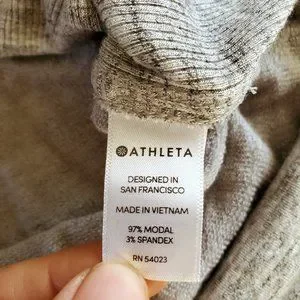 ATHLETA
DESIGNED IN
SAN FRANCISCO
MADE IN VIETNAM
97% MODAL
3% SPANDEX
RN 54023